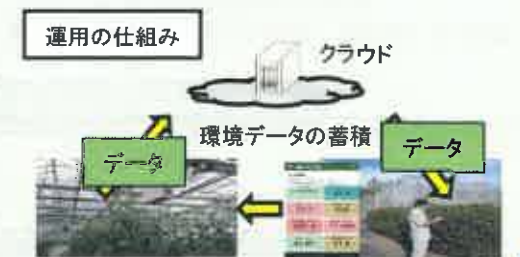 運用の仕組み
クラウド
環境データの蓄積
データ
データ